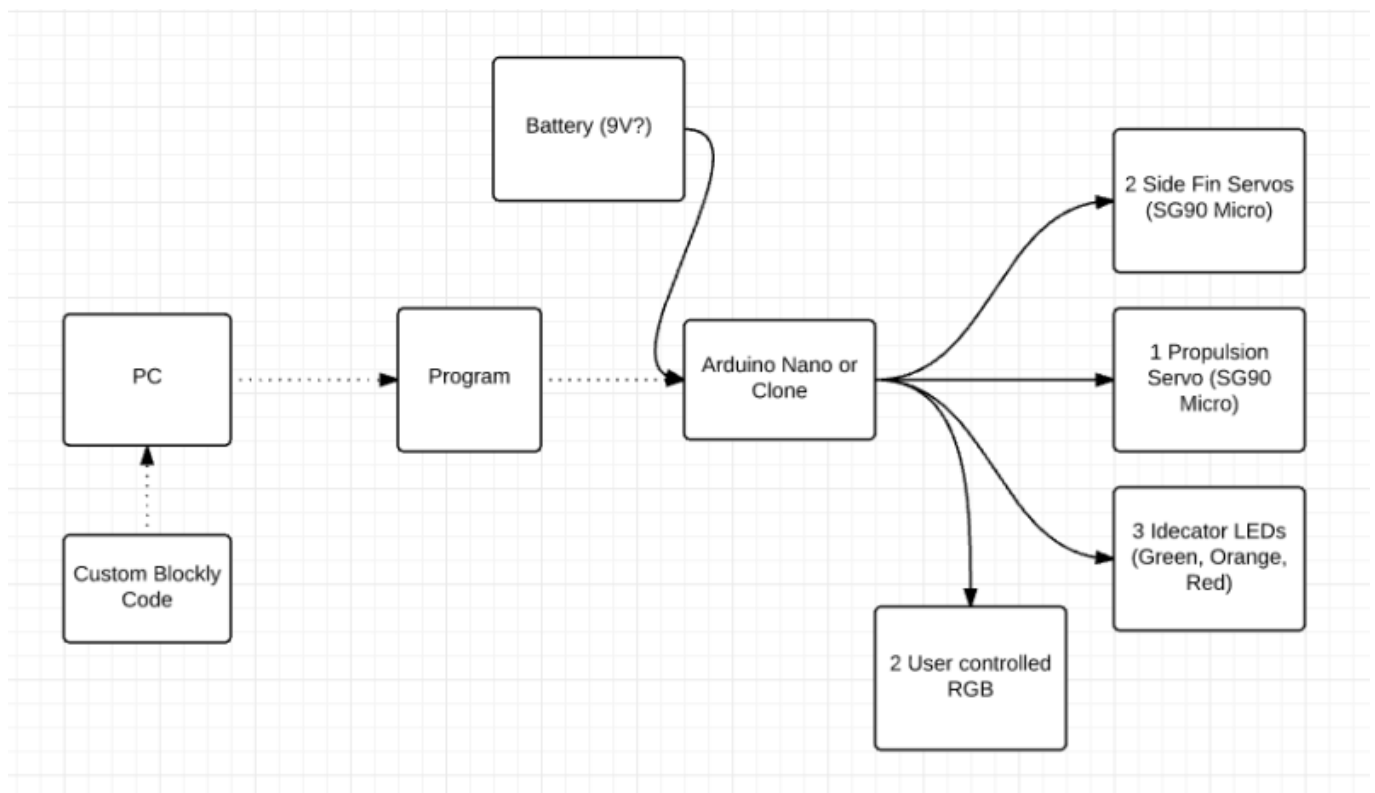 Battery (9V?)
2 Side Fin Servos
(SG90 Micro)
PC
Program
Arduino Nano or
Clone
1 Propulsion
Servo (SG90
Micro)
Custom Blockly
Code
3 Idecator LEDs
(Green, Orange,
Red)
2 User controlled
RGB